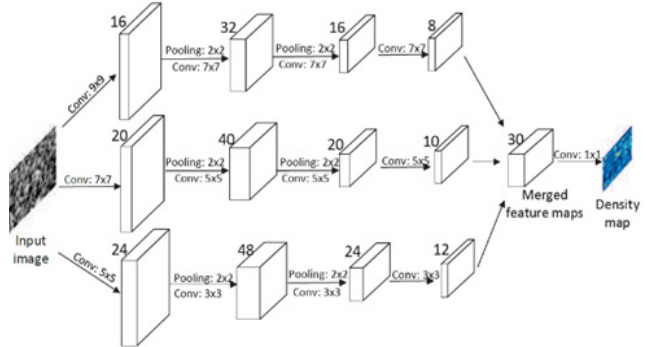 16
32
16
8
Conv: 9x9
Pooling: 2x2
Conv: 7x7
Pooling: 2x2
Conv: 7x7
Conv: 7x7
20
40
20
10
30
Conv: 7x7
Pooling: 2x2
Conv: 5x5
Pooling: 2x2
Conv: 5x5
Conv: 5x5
Conv: 1x1
Merged
feature maps
Density
map
Input
image
24
48
24
12
Conv: 5x5
Pooling: 2x2
Conv: 3x3
Pooling: 2x2
Conv: 3x3
Conv: 3x3